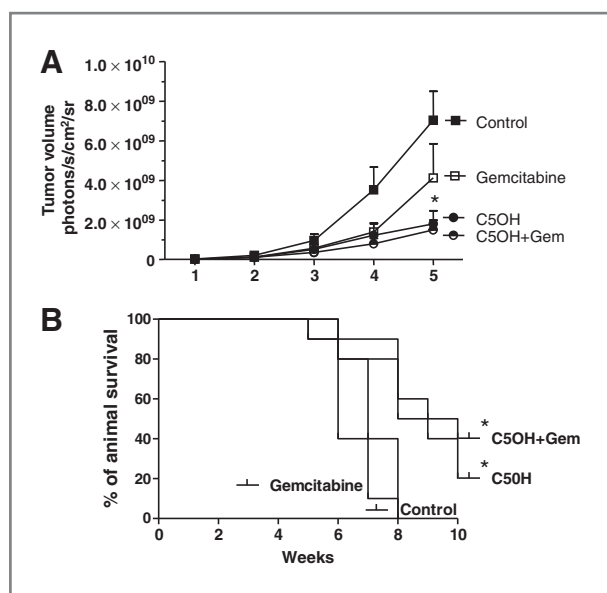 A
Tumor volume
photons/s/cm²/sr
1.0 × 10¹⁰
8.0 × 10⁰⁹
6.0 × 10⁰⁹
4.0 × 10⁰⁹
2.0 × 10⁰⁹
0
1 2 3 4 5
Control
Gemcitabine
*
C5OH
C5OH+Gem
B
% of animal survival
100
80
60
40
20
0
0 2 4 6 8 10
Weeks
Gemcitabine
Control
*
C5OH+Gem
*
C50H